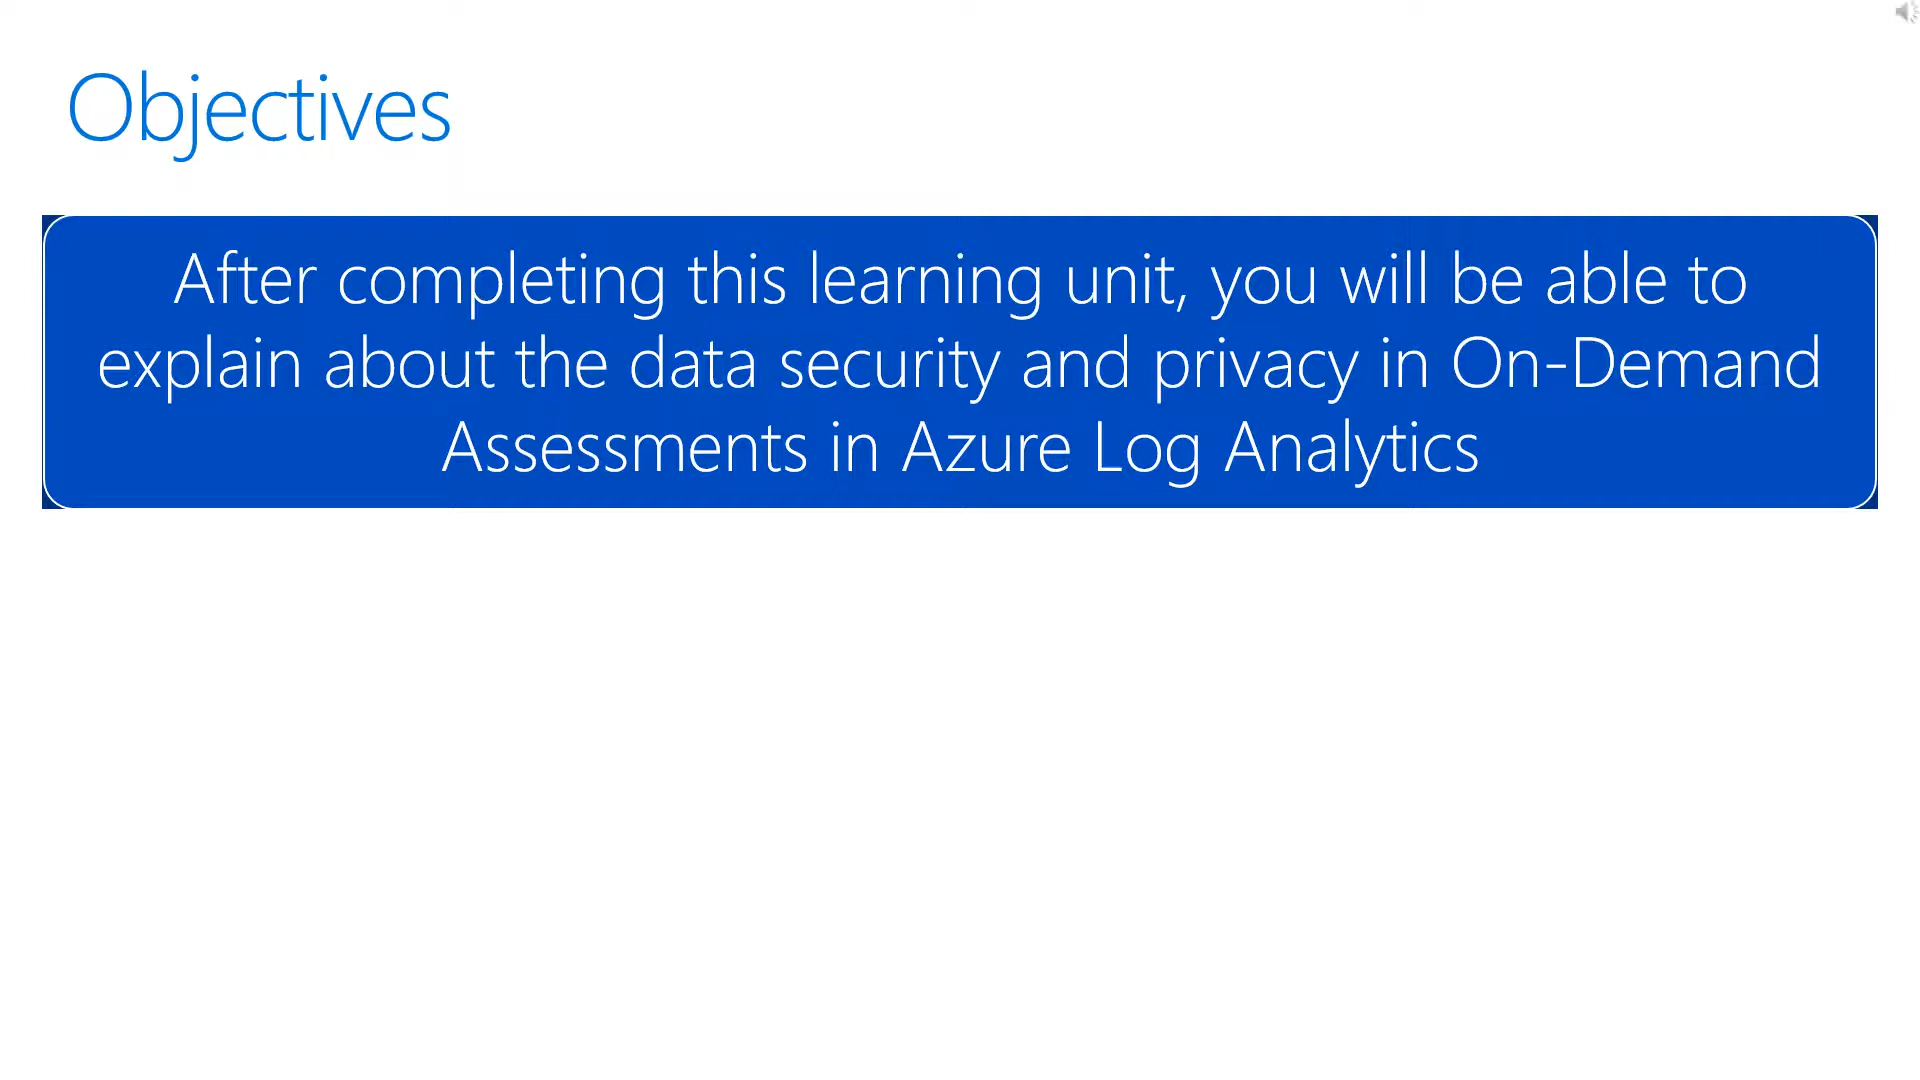 Objectives
After completing this learning unit, you will be able to
explain about the data security and privacy in On-Demand
Assessments in Azure Log Analytics